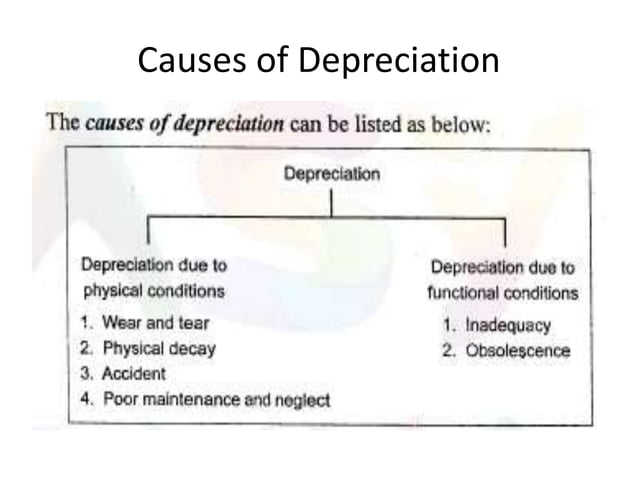 Causes of Depreciation
The causes of depreciation can be listed as below:
Depreciation
Depreciation due to
physical conditions
1. Wear and tear
2. Physical decay
3. Accident
4. Poor maintenance and neglect
Depreciation due to
functional conditions
1. Inadequacy
2. Obsolescence